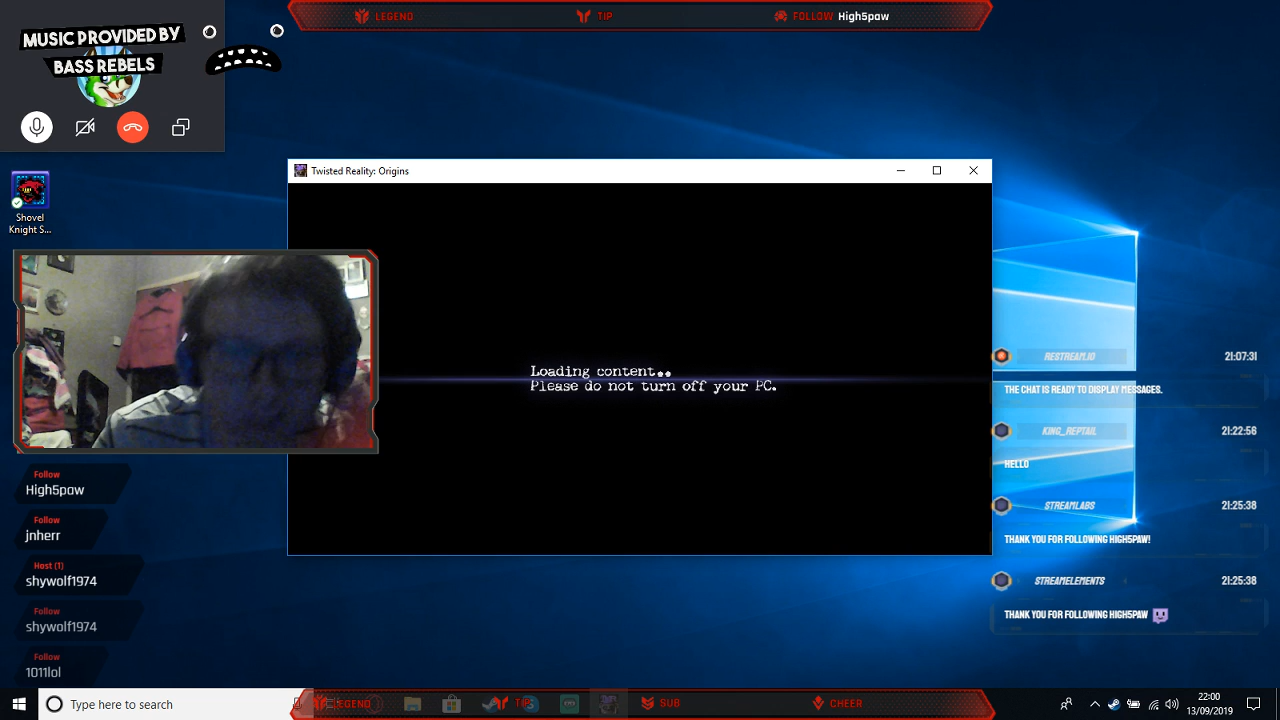 LEGEND
TIP
FOLLOW High5paw
MUSIC PROVIDED BY
BASS REBELS
Shovel
Knight S...
Twisted Reality: Origins
Loading content..
Please do not turn off your PC.
RESTREAM.IO 21:07:31
THE CHAT IS READY TO DISPLAY MESSAGES.
KING_REPTAIL 21:22:56
HELLO
STREAMLABS 21:25:38
THANK YOU FOR FOLLOWING HIGH5PAW!
STREAMELEMENTS 21:25:38
THANK YOU FOR FOLLOWING HIGH5PAW
Follow
High5paw
Follow
jnherr
Host (1)
shywolf1974
Follow
shywolf1974
Follow
1011lol
Type here to search
LEGEND
TIP
SUB
CHEER
22:00
13/09/2019